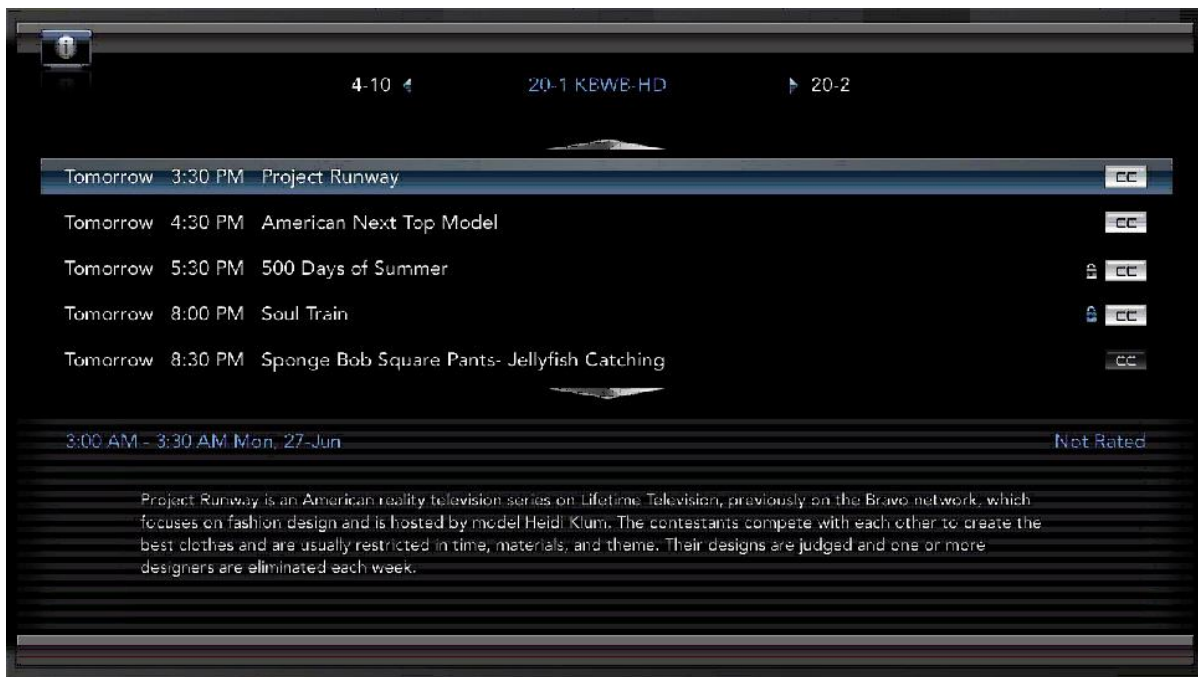 4-10 20-1 KBWB-HD 20-2
Tomorrow 3:30 PM Project Runway CC
Tomorrow 4:30 PM American Next Top Model CC
Tomorrow 5:30 PM 500 Days of Summer CC
Tomorrow 8:00 PM Soul Train CC
Tomorrow 8:30 PM Sponge Bob Square Pants- Jellyfish Catching CC
3:00 AM - 3:30 AM Mon, 27-Jun Not Rated
Project Runway is an American reality television series on Lifetime Television, previously on the Bravo network, which
focuses on fashion design and is hosted by model Heidi Klum. The contestants compete with each other to create the
best clothes and are usually restricted in time, materials, and theme. Their designs are judged and one or more
designers are eliminated each week.